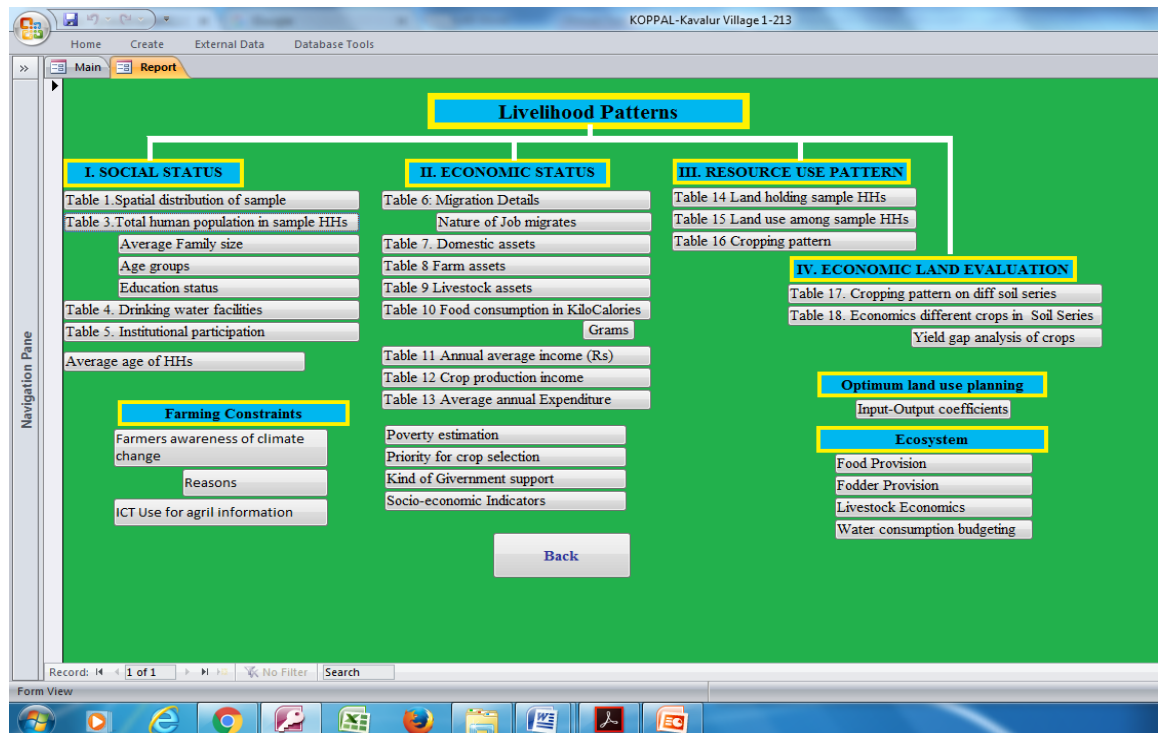 KOPPAL-Kavalur Village 1-213
Home Create External Data Database Tools
Main Report
Livelihood Patterns
I. SOCIAL STATUS
Table 1.Spatial distribution of sample
Table 3.Total human population in sample HHs
Average Family size
Age groups
Education status
Table 4. Drinking water facilities
Table 5. Institutional participation
Average age of HHs
Farming Constraints
Farmers awareness of climate
change
Reasons
ICT Use for agril information
II. ECONOMIC STATUS
Table 6: Migration Details
Nature of Job migrates
Table 7. Domestic assets
Table 8 Farm assets
Table 9 Livestock assets
Table 10 Food consumption in KiloCalories
Grams
Table 11 Annual average income (Rs)
Table 12 Crop production income
Table 13 Average annual Expenditure
Poverty estimation
Priority for crop selection
Kind of Givernment support
Socio-economic Indicators
Back
III. RESOURCE USE PATTERN
Table 14 Land holding sample HHs
Table 15 Land use among sample HHs
Table 16 Cropping pattern
IV. ECONOMIC LAND EVALUATION
Table 17. Cropping pattern on diff soil series
Table 18. Economics different crops in Soil Series
Yield gap analysis of crops
Optimum land use planning
Input-Output coefficients
Ecosystem
Food Provision
Fodder Provision
Livestock Economics
Water consumption budgeting
Navigation Pane
Record: 1 of 1 No Filter Search
Form View